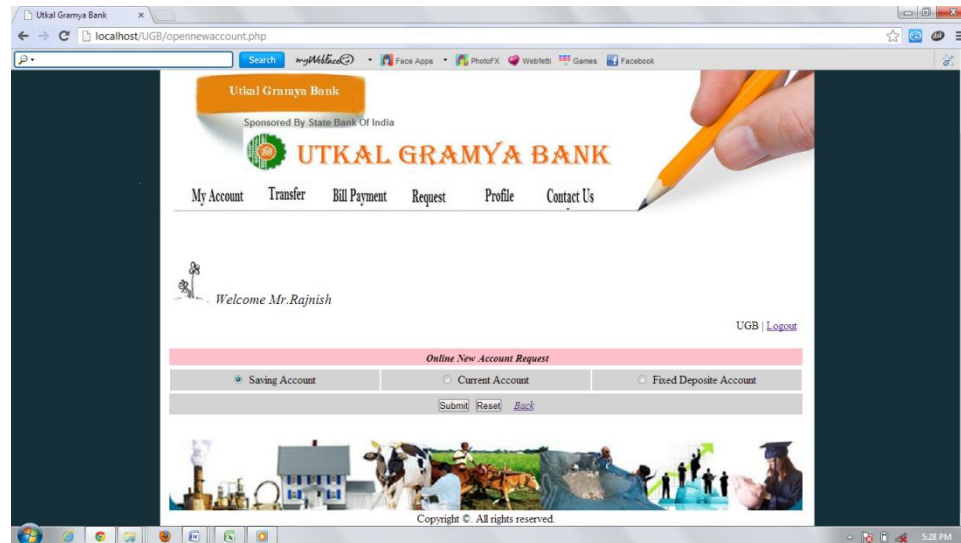 Utkal Gramya Bank
localhost/UGB/opennewaccount.php
Search myWebface Face Apps PhotoFX Webfetti Games Facebook
Utkal Gramya Bank
Sponsored By State Bank Of India
UGB
UTKAL GRAMYA BANK
My Account Transfer Bill Payment Request Profile Contact Us
Welcome Mr.Rajnish
UGB | Logout
Online New Account Request
Saving Account Current Account Fixed Deposite Account
Submit Reset Back
Copyright ©. All rights reserved.
5:28 PM